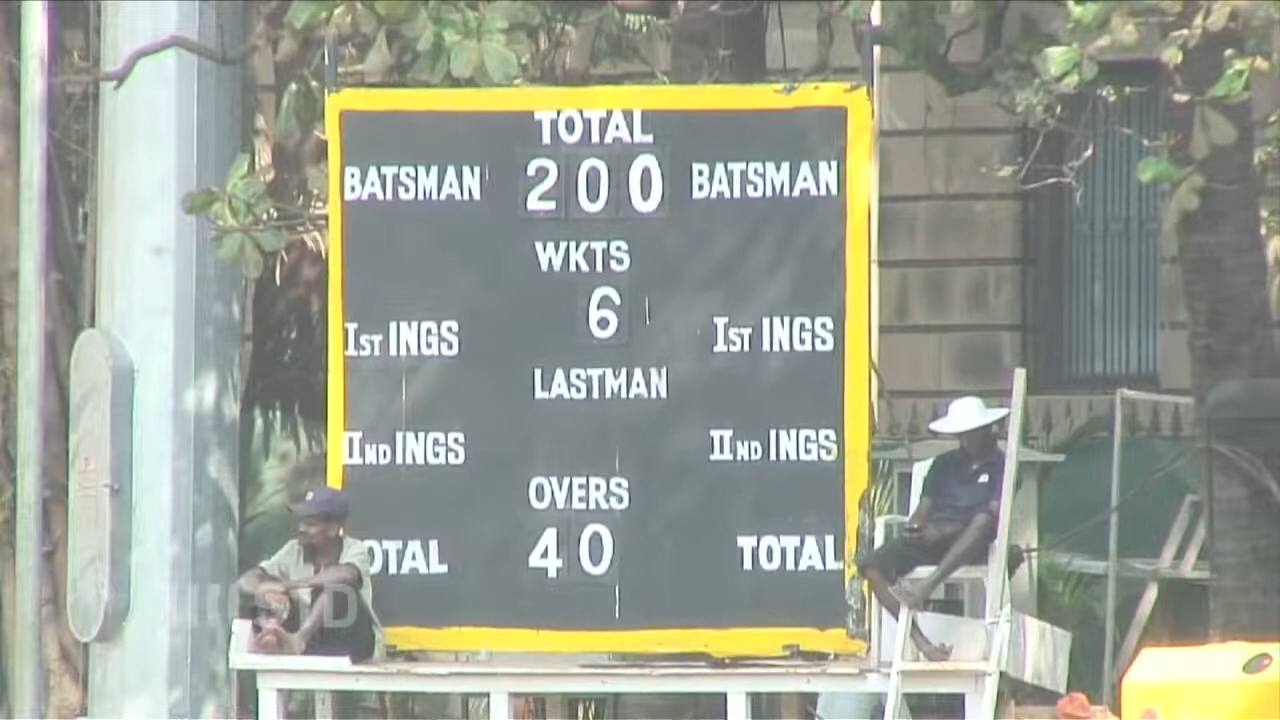 TOTAL
BATSMAN 200 BATSMAN
WKTS
6
IST INGS IST INGS
LASTMAN
IIND INGS IIND INGS
OVERS
OTAL 40 TOTAL